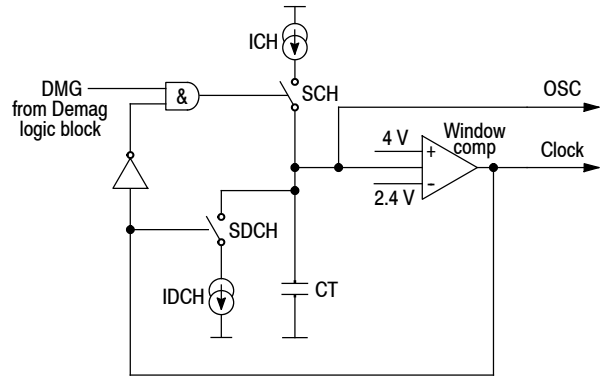 ICH
DMG
from Demag
logic block
&
SCH
OSC
4 V
+
Window
comp
Clock
2.4 V
-
SDCH
IDCH
CT